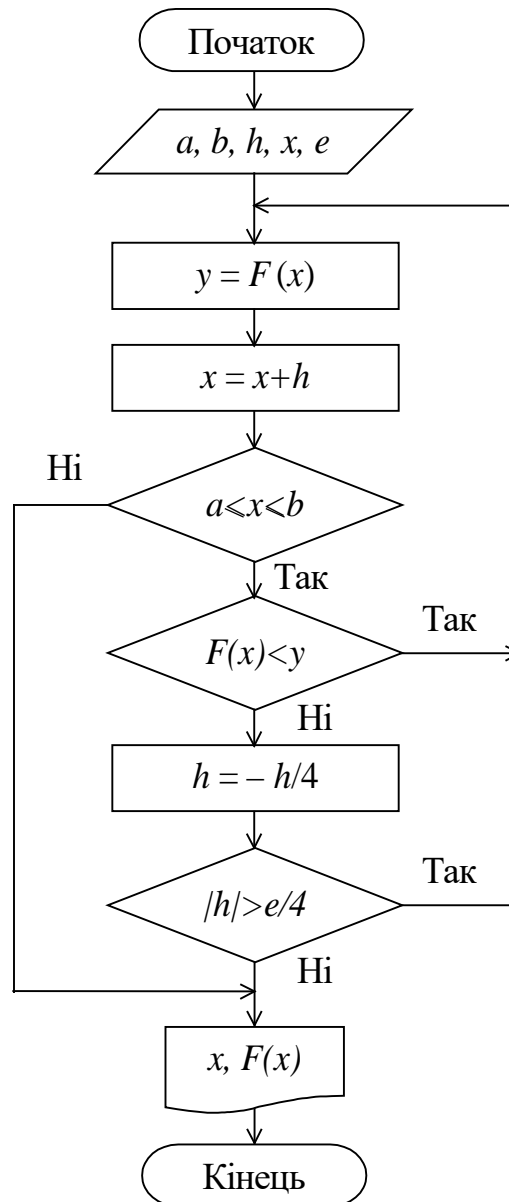 Початок
a, b, h, x, e
y = F (x)
x = x+h
Ні
a⩽x⩽b
Так
F(x)<y
Так
Ні
h = – h/4
|h|>e/4
Так
Ні
x, F(x)
Кінець